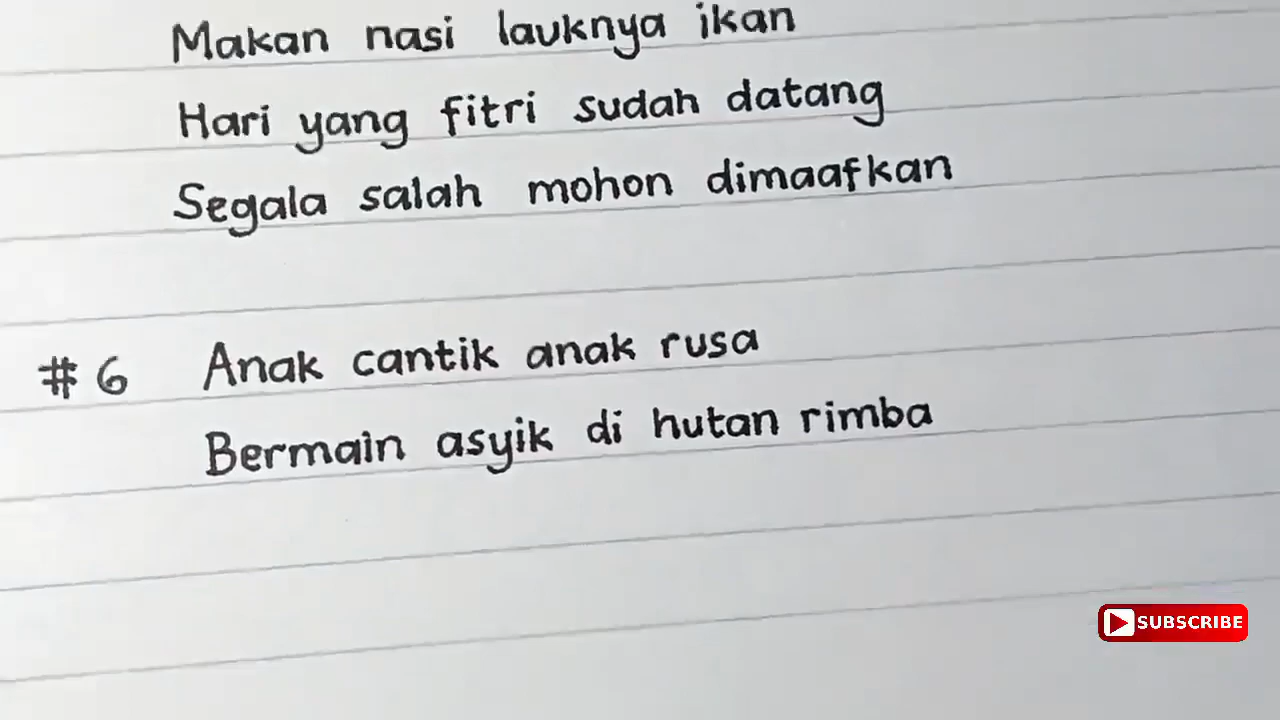 Makan nasi lauknya ikan
Hari yang fitri sudah datang
Segala salah mohon dimaafkan
# 6 Anak cantik anak rusa
Bermain asyik di hutan rimba
SUBSCRIBE